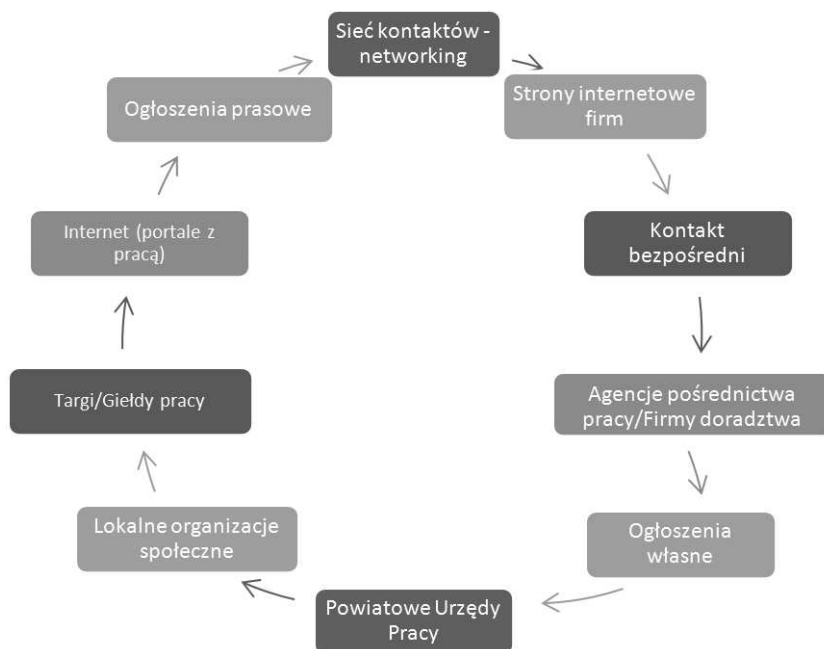 Sieć kontaktów -
networking
Strony internetowe
firm
Kontakt
bezpośredni
Agencje pośrednictwa
pracy/Firmy doradztwa
Ogłoszenia
własne
Powiatowe Urzędy
Pracy
Lokalne organizacje
społeczne
Targi/Giełdy pracy
Internet (portale z
pracą)
Ogłoszenia prasowe